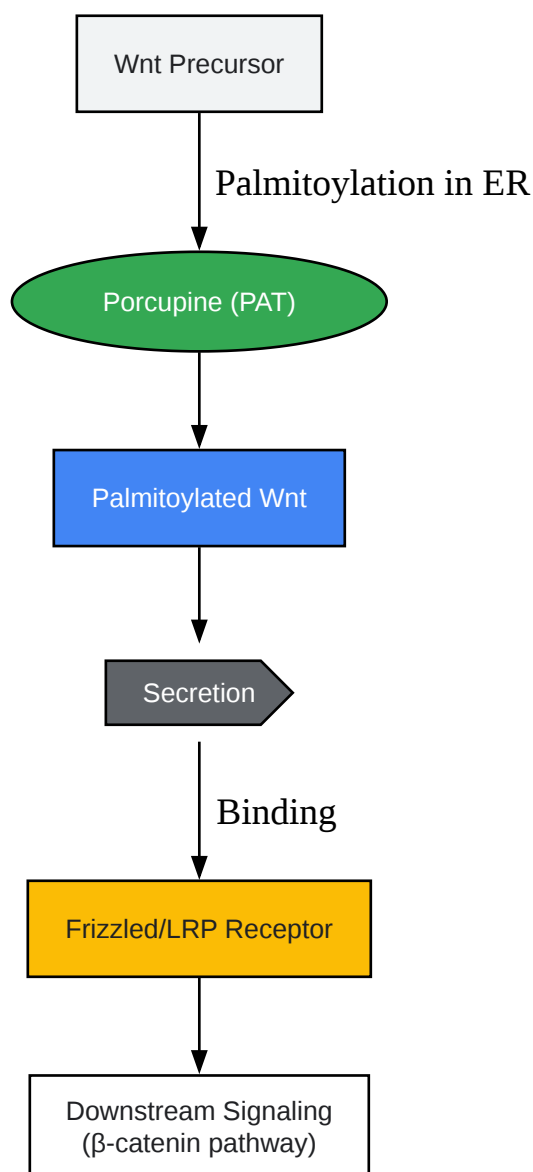 Wnt Precursor
Palmitoylation in ER
Porcupine (PAT)
Palmitoylated Wnt
Secretion
Binding
Frizzled/LRP Receptor
Downstream Signaling
(β-catenin pathway)